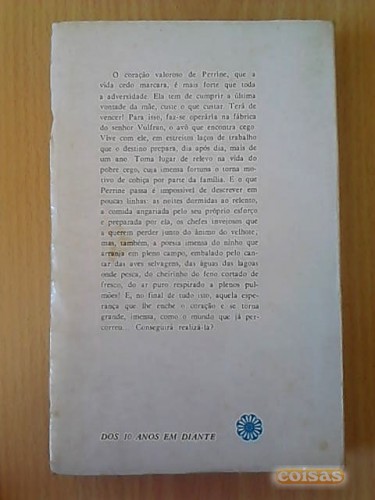 O coração valoroso de Perrine, que a
vida cedo marcara, é mais forte que toda
a adversidade. Ela tem de cumprir a última
vontade da mãe, custe o que custar. Terá de
vencer! Para isso, faz-se operária na fábrica
do senhor Vulfran, o avô que encontra cego.
Vive com ele, em estreitos laços de trabalho
que o destino prepara, dia após dia, mais de
um ano. Toma lugar de relevo na vida do
pobre cego, cuja imensa fortuna o torna mo-
tivo de cobiça por parte da família. E o que
Perrine passa é impossível de descrever em
poucas linhas: as noites dormidas ao relento,
a comida angariada pelo seu próprio esforço
e preparada por ela, os chefes invejosos que
a querem perder junto do ânimo do velhote,
mas, também, a poesia imensa do ninho que
arranja em pleno campo, embalado pelo can-
tar das aves selvagens, das águas das lagoas
onde pesca, do cheirinho do feno cortado de
fresco, do ar puro respirado a plenos pul-
mões! E, no final de tudo isto, aquela espe-
rança que lhe enche o coração e se torna
grande, imensa, como o mundo que já per-
correu... Conseguirá realizá-la?
DOS 10 ANOS EM DIANTE
coisas